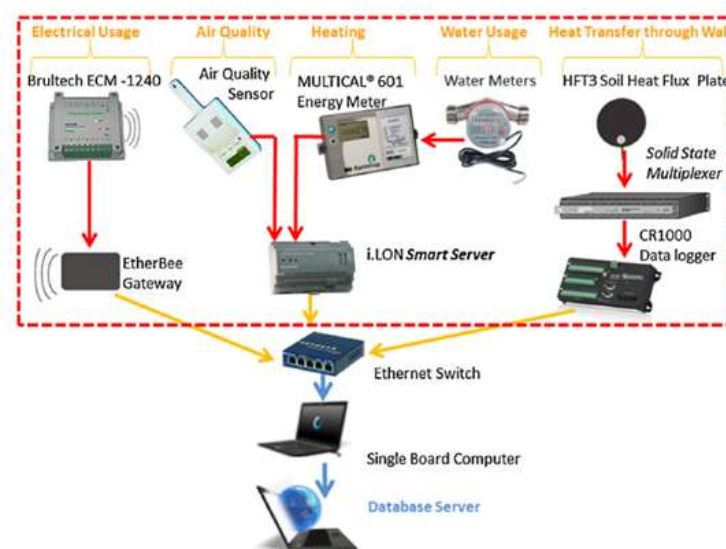 Electrical Usage
Air Quality
Heating
Water Usage
Heat Transfer through Wall
Brultech ECM -1240
Air Quality
Sensor
MULTICAL® 601
Energy Meter
Water Meters
HFT3 Soil Heat Flux Plate
Solid State
Multiplexer
EtherBee
Gateway
i.LON Smart Server
CR1000
Data logger
Ethernet Switch
Single Board Computer
Database Server